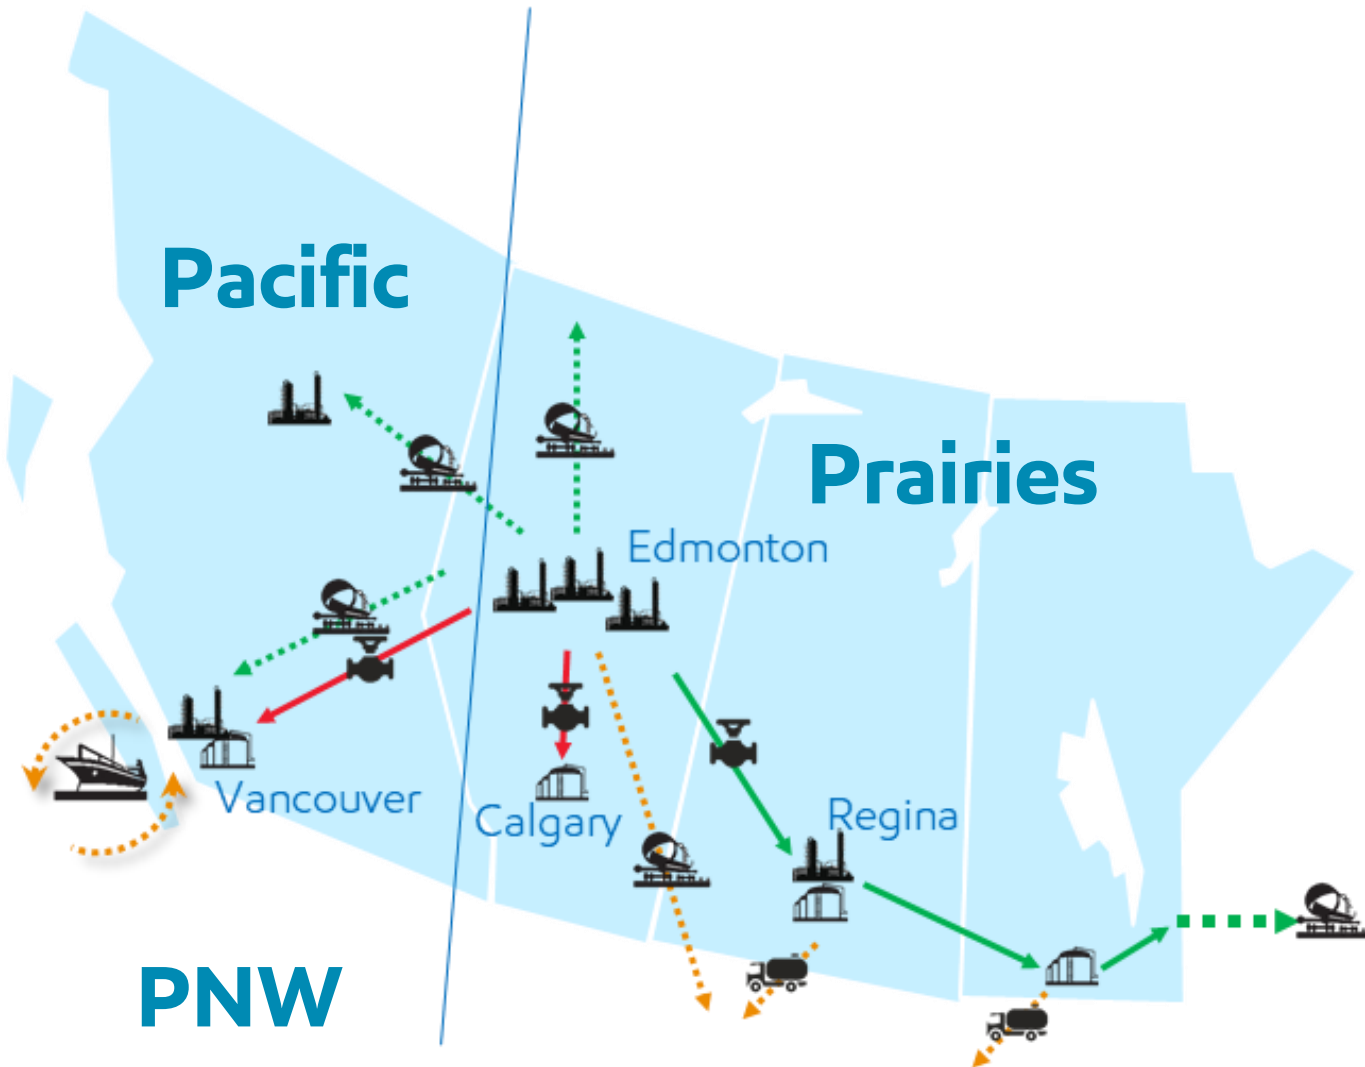 Pacific
Prairies
Edmonton
Vancouver
Calgary
Regina
PNW